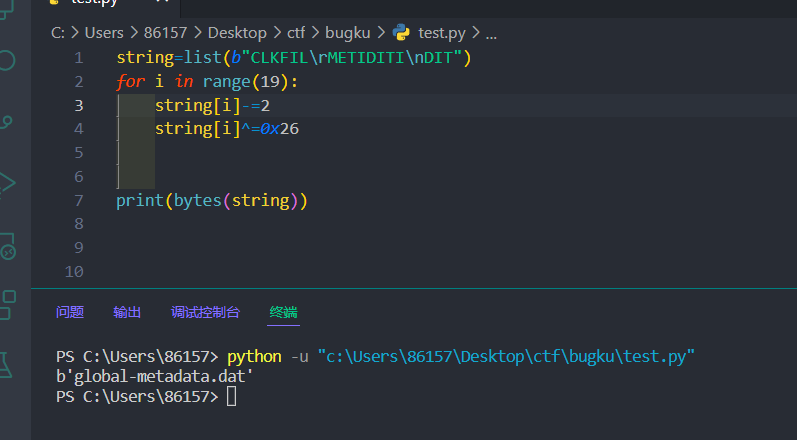 test.py
C: > Users > 86157 > Desktop > ctf > bugku > test.py > ...
1 string=list(b"CLKFIL\rMETIDITI\nDIT")
2 for i in range(19):
3 string[i]-=2
4 string[i]^=0x26
5
6
7 print(bytes(string))
8
9
10
问题 输出 调试控制台 终端
PS C:\Users\86157> python -u "c:\Users\86157\Desktop\ctf\bugku\test.py"
b'global-metadata.dat'
PS C:\Users\86157>